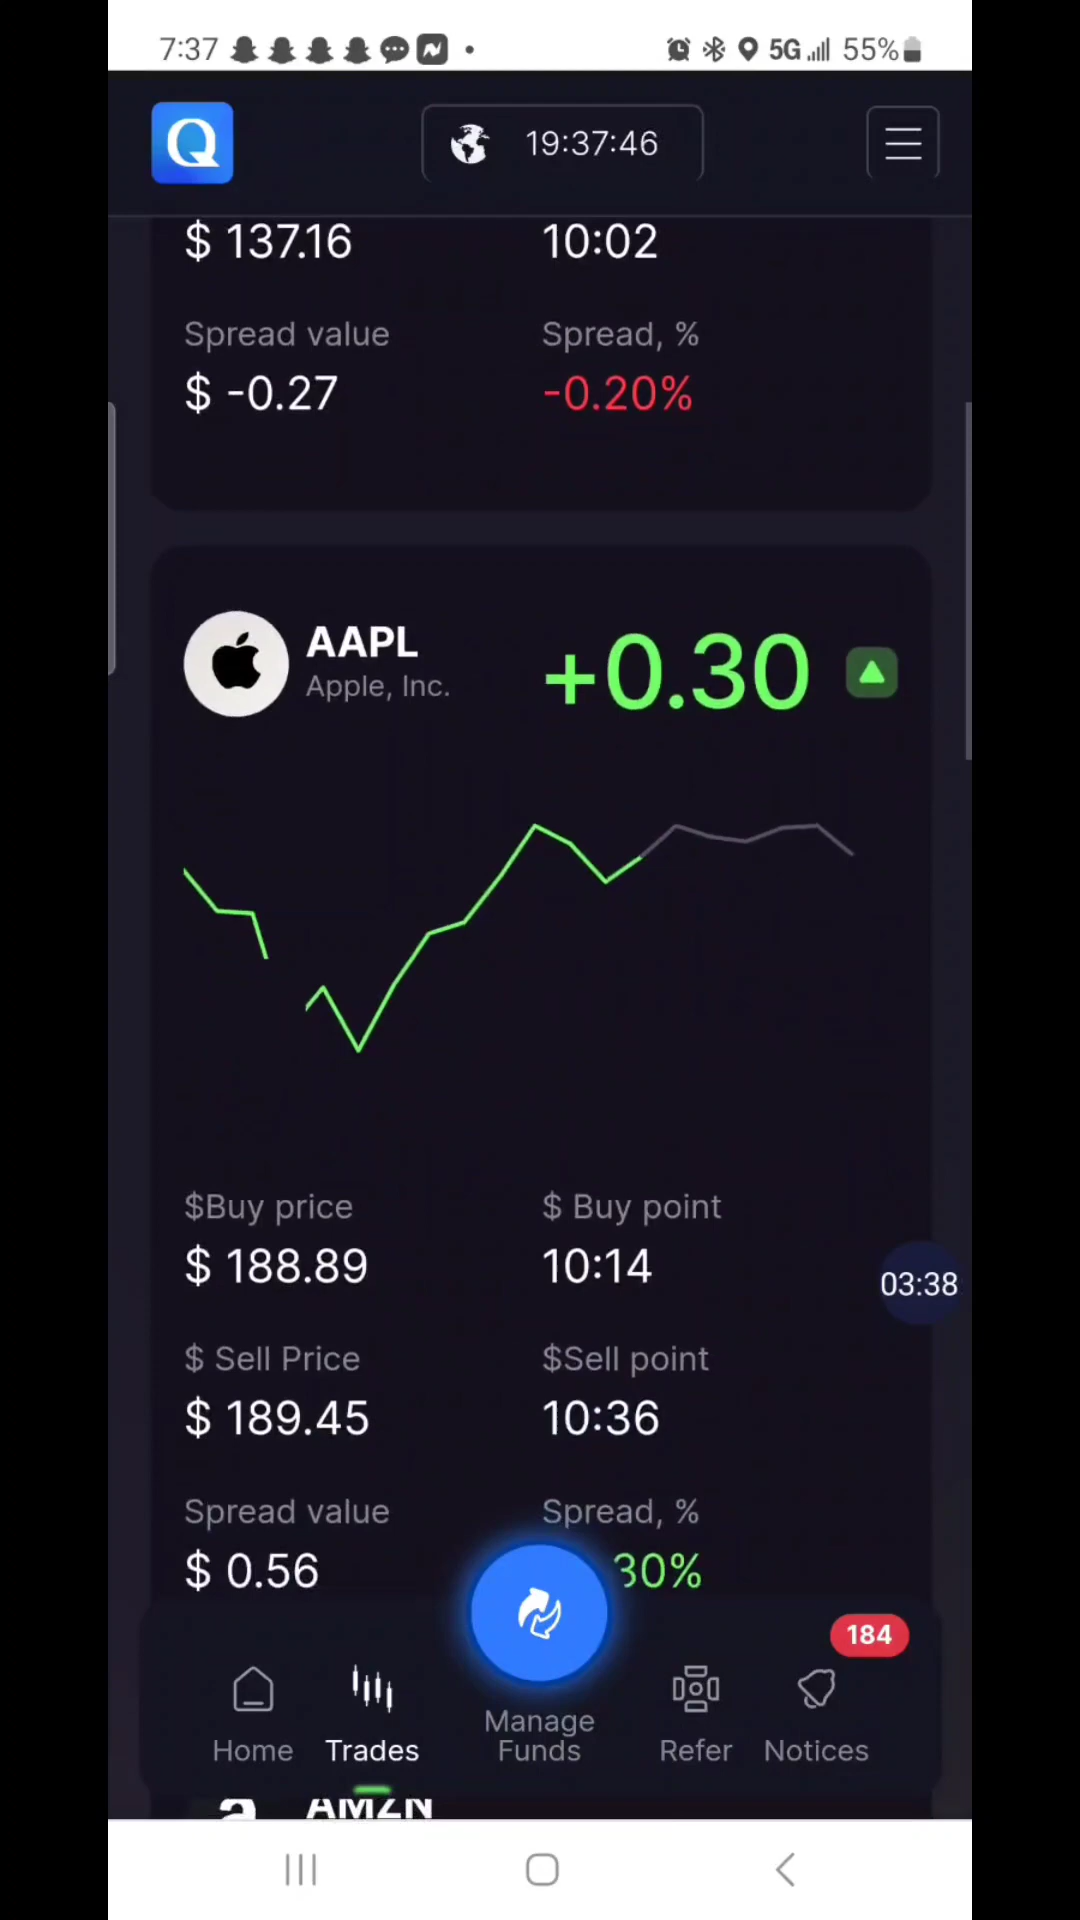 7:37 5G 55%
Q 19:37:46
$ 137.16 10:02
Spread value Spread, %
$ -0.27 -0.20%
AAPL +0.30
Apple, Inc.
$Buy price $ Buy point
$ 188.89 10:14
03:38
$ Sell Price $Sell point
$ 189.45 10:36
Spread value Spread, %
$ 0.56 30%
184
Home Trades Manage Funds Refer Notices
AMZN